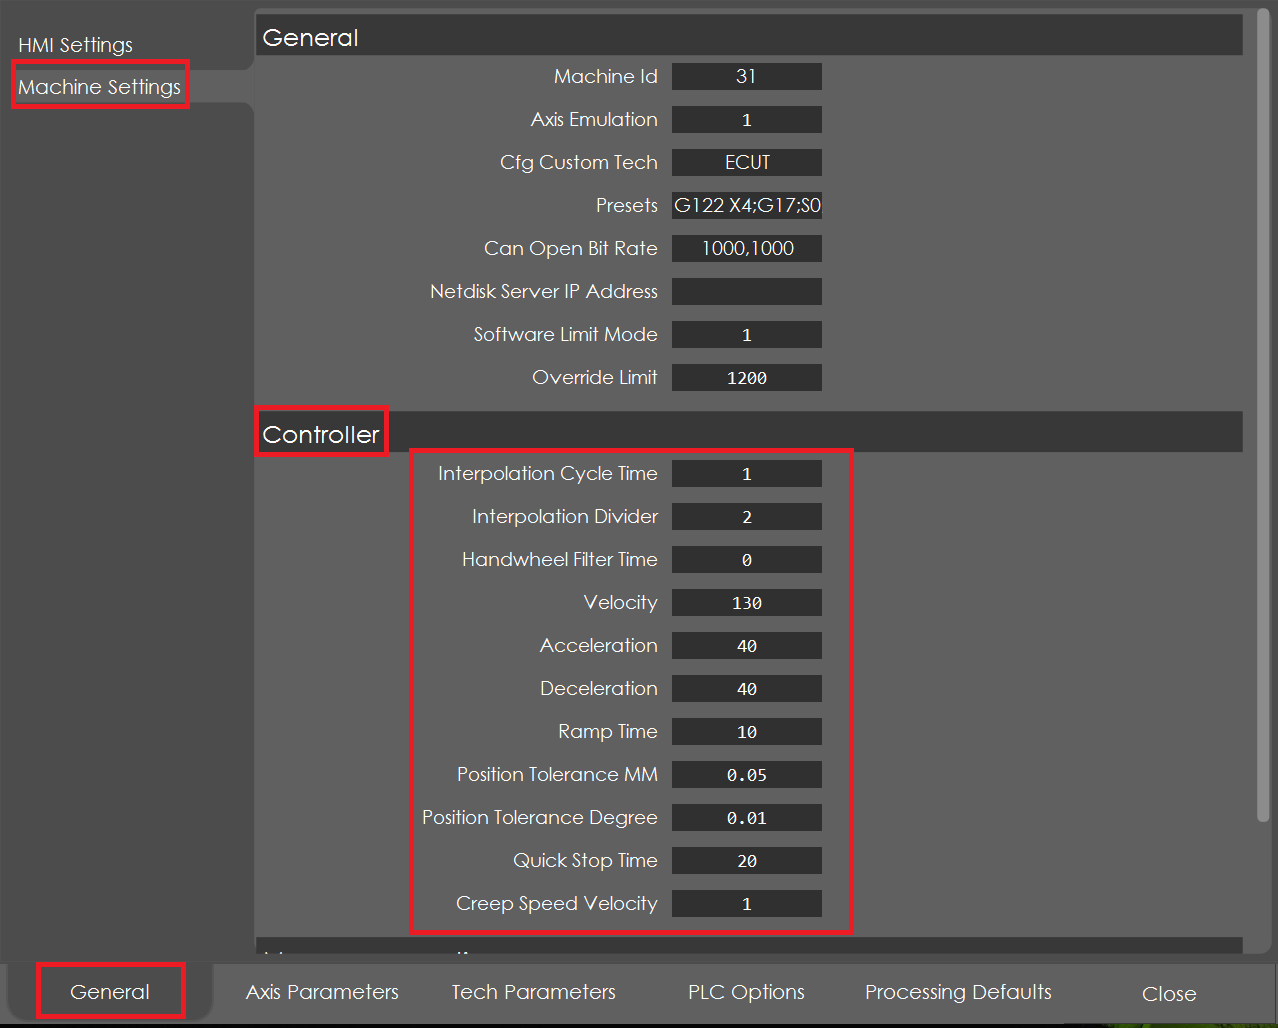 HMI Settings
Machine Settings
General
Machine Id 31
Axis Emulation 1
Cfg Custom Tech ECUT
Presets G122 X4;G17;S0
Can Open Bit Rate 1000,1000
Netdisk Server IP Address
Software Limit Mode 1
Override Limit 1200
Controller
Interpolation Cycle Time 1
Interpolation Divider 2
Handwheel Filter Time 0
Velocity 130
Acceleration 40
Deceleration 40
Ramp Time 10
Position Tolerance MM 0.05
Position Tolerance Degree 0.01
Quick Stop Time 20
Creep Speed Velocity 1
General Axis Parameters Tech Parameters PLC Options Processing Defaults Close